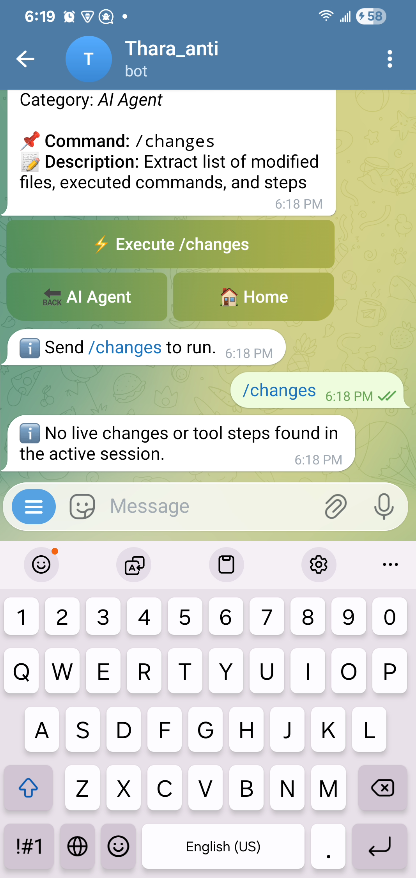 6:19
58
T
Thara_anti
bot
Category: AI Agent
📌 Command: /changes
📝 Description: Extract list of modified
files, executed commands, and steps
6:18 PM
⚡ Execute /changes
🔙 AI Agent
🏠 Home
ℹ️ Send /changes to run. 6:18 PM
/changes 6:18 PM
ℹ️ No live changes or tool steps found in
the active session.
6:18 PM
Message
1 2 3 4 5 6 7 8 9 0
Q W E R T Y U I O P
A S D F G H J K L
Z X C V B N M
!#1 English (US) .